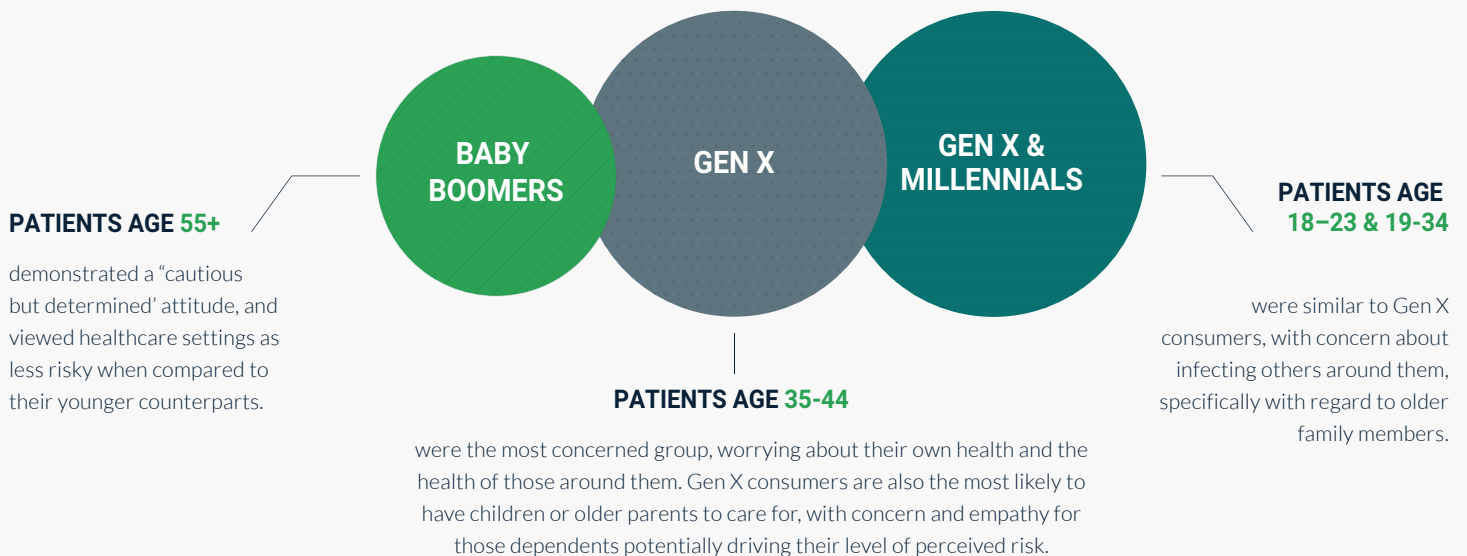 BABY
BOOMERS
GEN X
GEN X &
MILLENNIALS
PATIENTS AGE 55+
demonstrated a “cautious
but determined’ attitude, and
viewed healthcare settings as
less risky when compared to
their younger counterparts.
PATIENTS AGE 35-44
were the most concerned group, worrying about their own health and the
health of those around them. Gen X consumers are also the most likely to
have children or older parents to care for, with concern and empathy for
those dependents potentially driving their level of perceived risk.
PATIENTS AGE
18–23 & 19-34
were similar to Gen X
consumers, with concern about
infecting others around them,
specifically with regard to older
family members.